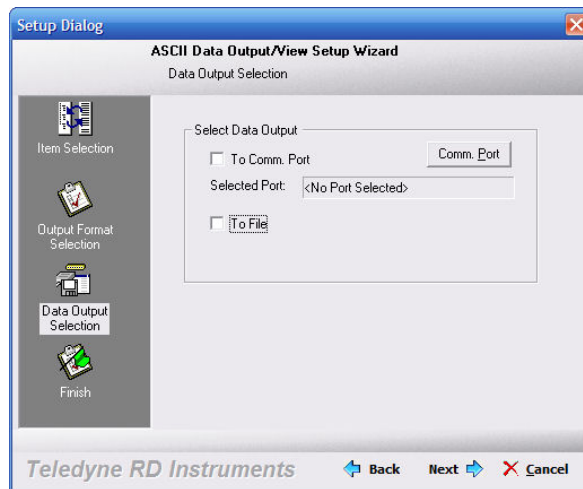 Setup Dialog
ASCII Data Output/View Setup Wizard
Data Output Selection
Item Selection
Output Format
Selection
Data Output
Selection
Finish
Select Data Output
To Comm. Port
Comm. Port
Selected Port:
<No Port Selected>
To File
Teledyne RD Instruments
Back
Next
Cancel